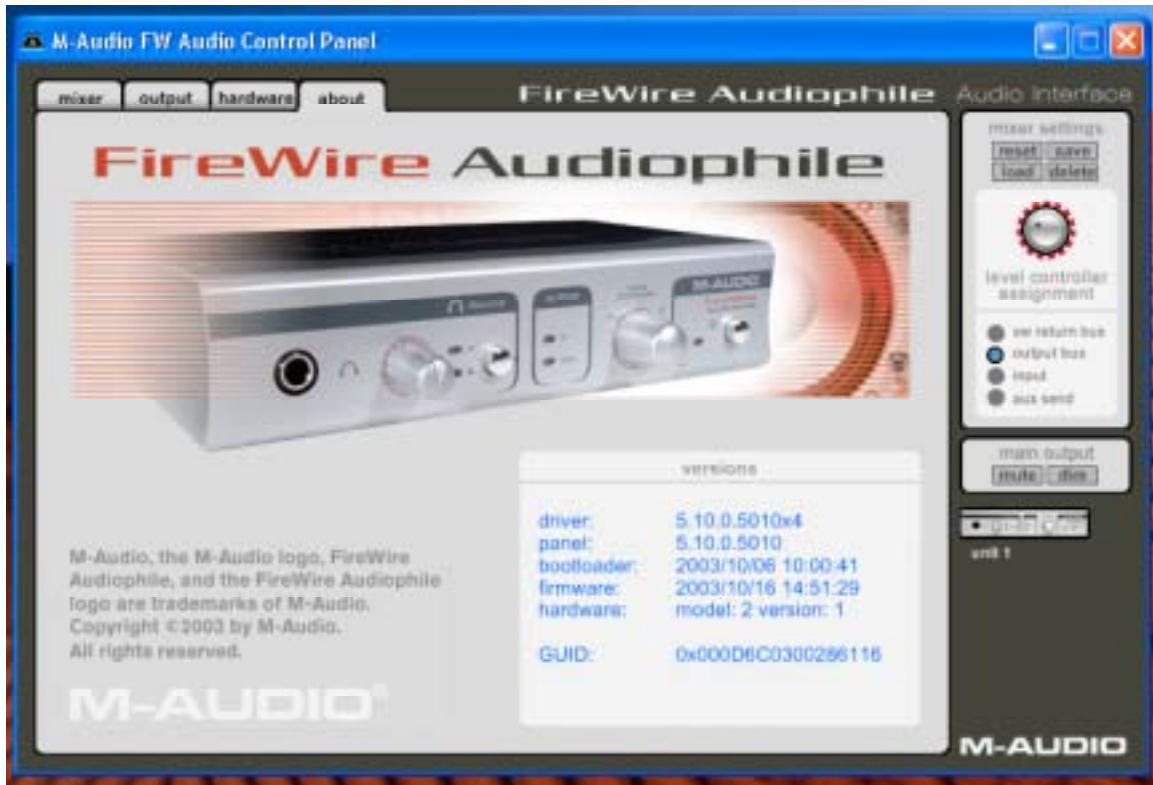 M-Audio FW Audio Control Panel
mixer output hardware about
FireWire Audiophile Audio Interface
FireWire Audiophile
M-AUDIO
mixer settings
reset save
load delete
level controller
assignment
sw return bus
output bus
input
aux send
main output
mute dim
unit 1
versions
driver: 5.10.0.5010x4
panel: 5.10.0.5010
bootloader: 2003/10/06 10:00:41
firmware: 2003/10/16 14:51:29
hardware: model: 2 version: 1
GUID: 0x000D6C0300286116
M-Audio, the M-Audio logo, FireWire
Audiophile, and the FireWire Audiophile
logo are trademarks of M-Audio.
Copyright ©2003 by M-Audio.
All rights reserved.
M-AUDIO®
M-AUDIO